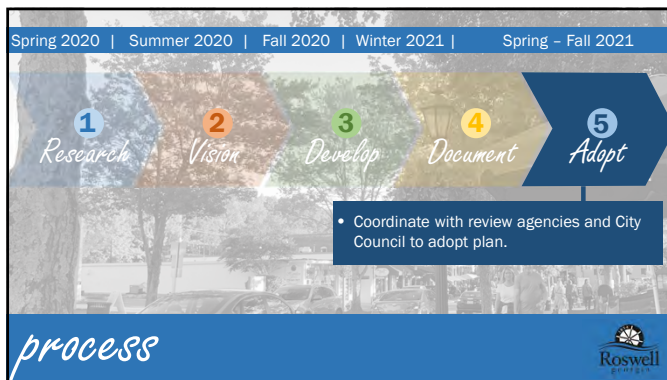 Spring 2020 | Summer 2020 | Fall 2020 | Winter 2021 | Spring – Fall 2021
1 2 3 4 5
Research Vision Develop Document Adopt
• Coordinate with review agencies and City
Council to adopt plan.
process
Roswell
georgia